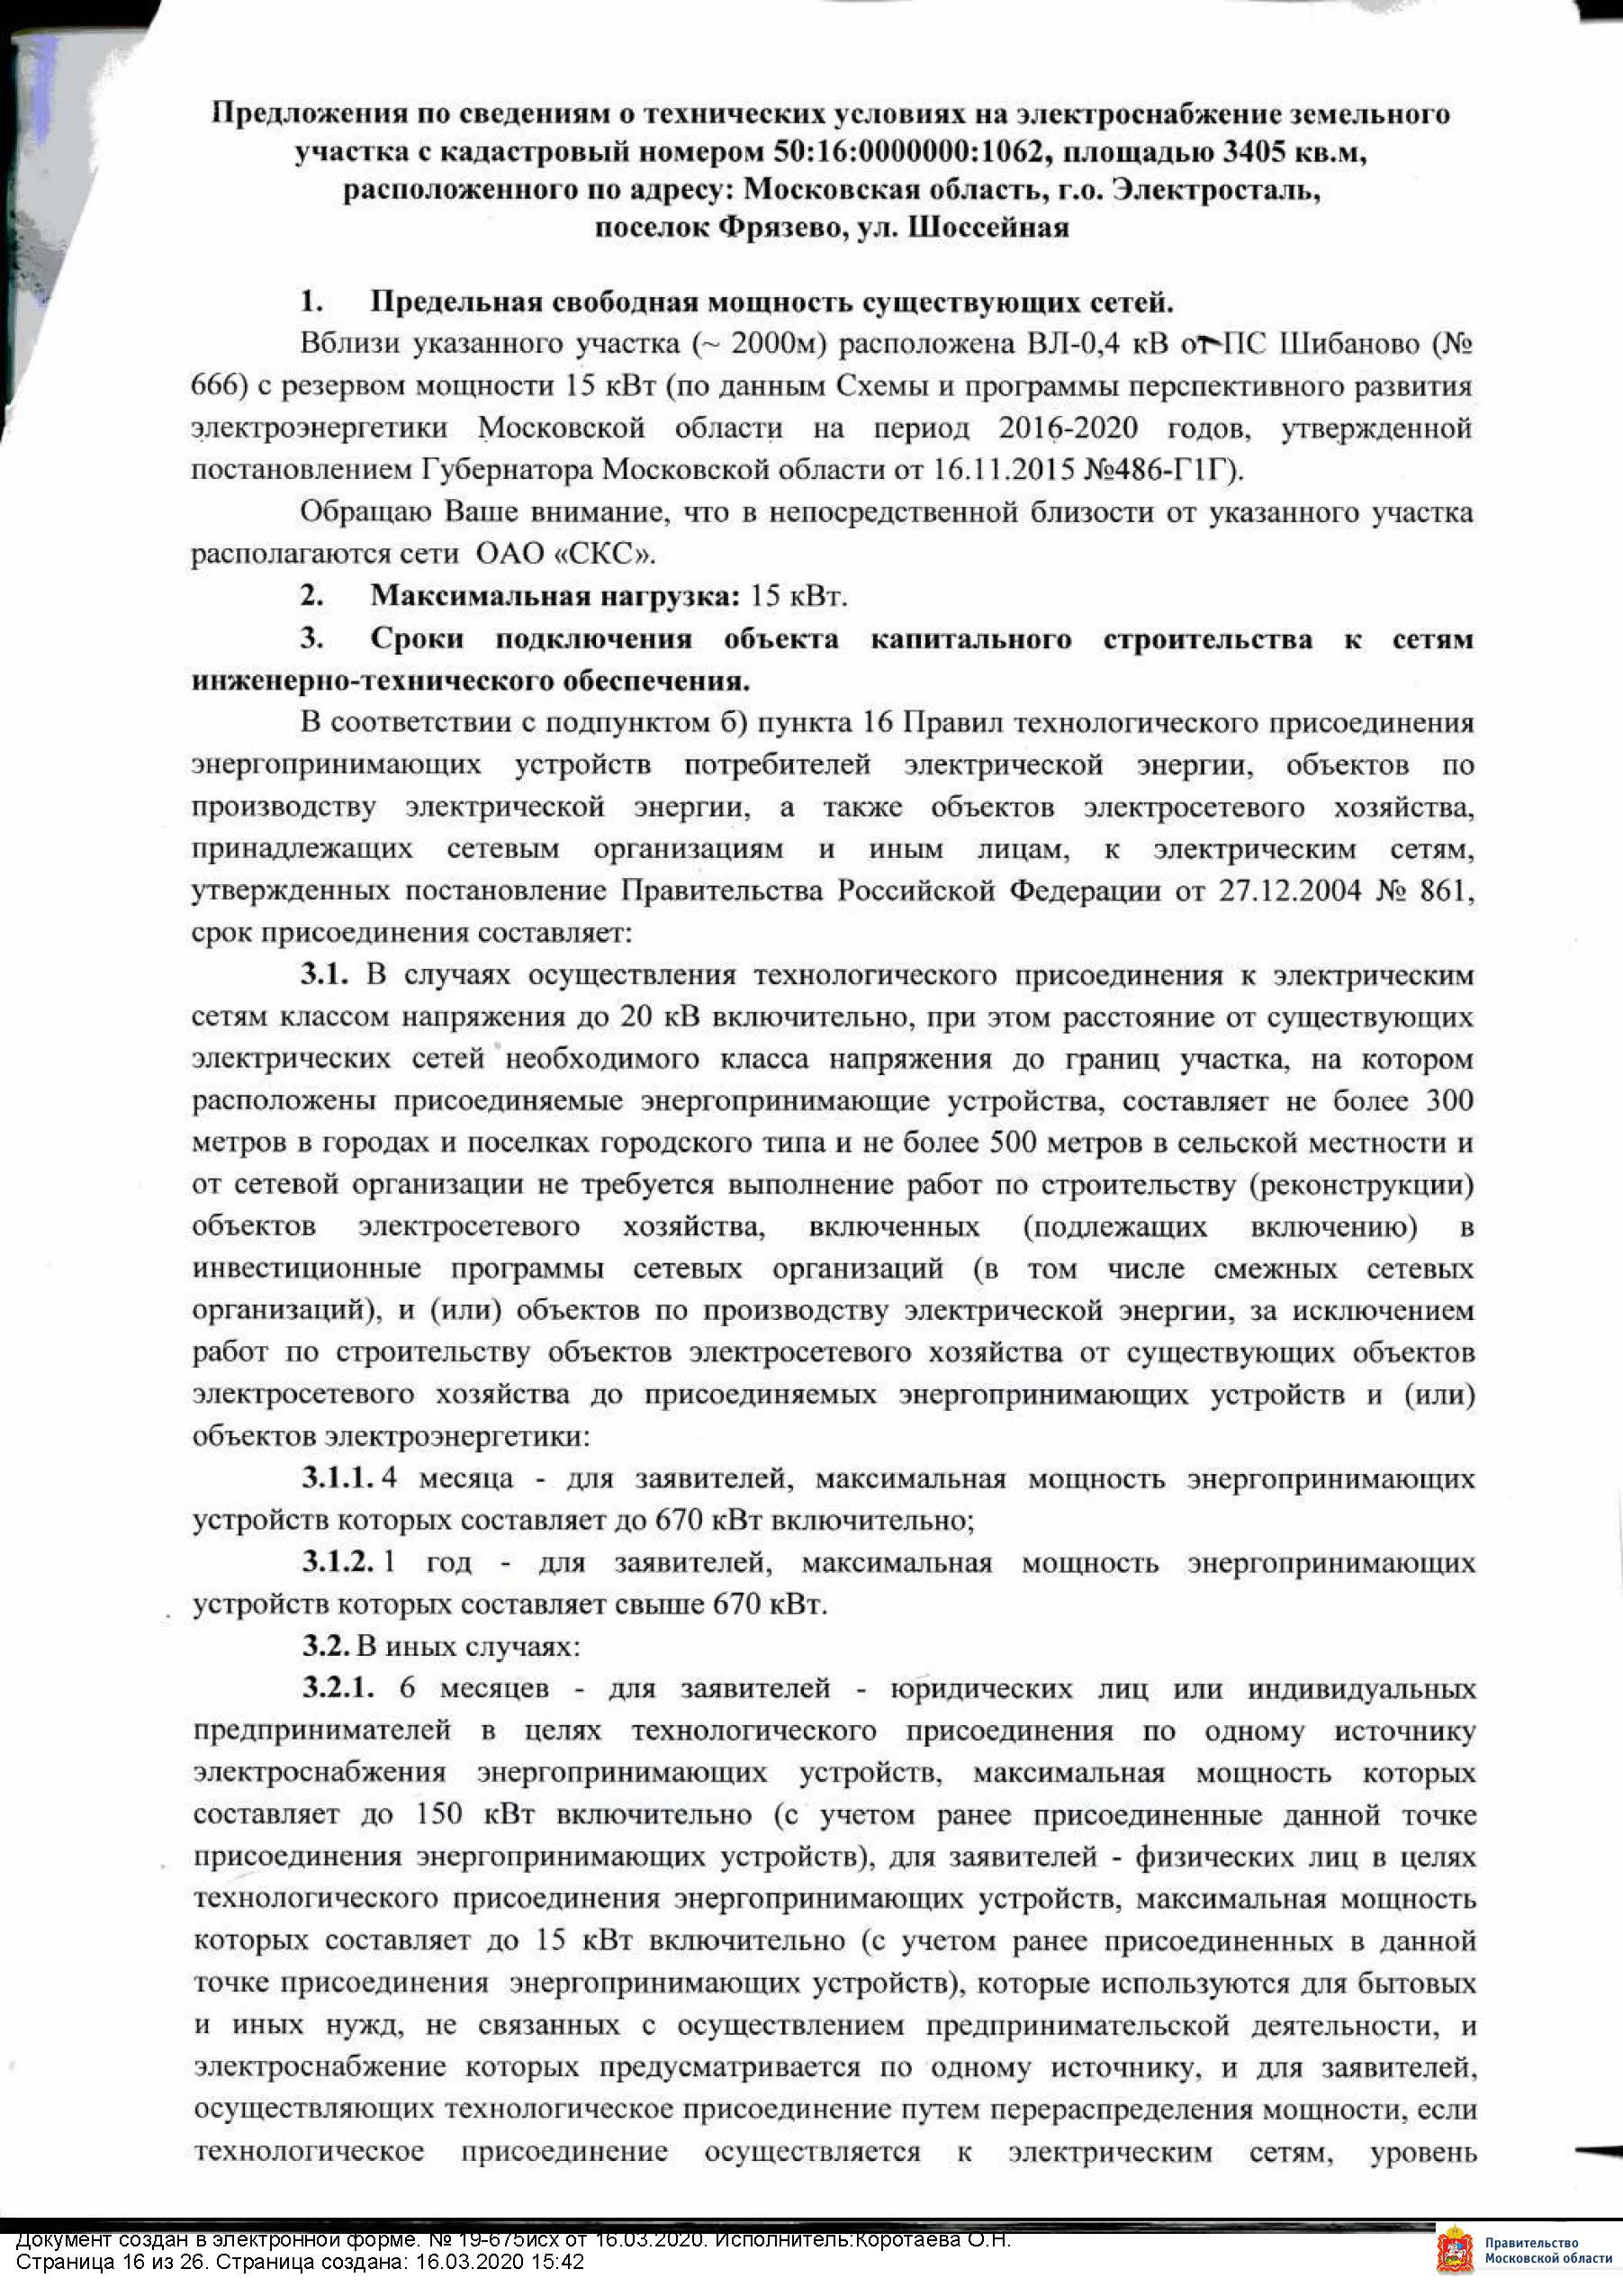 Предложения по сведениям о технических условиях на электроснабжение земельного
участка с кадастровый номером 50:16:0000000:1062, площадью 3405 кв.м,
расположенного по адресу: Московская область, г.о. Электросталь,
поселок Фрязево, ул. Шоссейная
1. Предельная свободная мощность существующих сетей.
Вблизи указанного участка (~ 2000м) расположена ВЛ-0,4 кВ от ПС Шибаново (№
666) с резервом мощности 15 кВт (по данным Схемы и программы перспективного развития
электроэнергетики Московской области на период 2016-2020 годов, утвержденной
постановлением Губернатора Московской области от 16.11.2015 №486-Г1Г).
Обращаю Ваше внимание, что в непосредственной близости от указанного участка
располагаются сети ОАО «СКС».
2. Максимальная нагрузка: 15 кВт.
3. Сроки подключения объекта капитального строительства к сетям
инженерно-технического обеспечения.
В соответствии с подпунктом б) пункта 16 Правил технологического присоединения
энергопринимающих устройств потребителей электрической энергии, объектов по
производству электрической энергии, а также объектов электросетевого хозяйства,
принадлежащих сетевым организациям и иным лицам, к электрическим сетям,
утвержденных постановление Правительства Российской Федерации от 27.12.2004 № 861,
срок присоединения составляет:
3.1. В случаях осуществления технологического присоединения к электрическим
сетям классом напряжения до 20 кВ включительно, при этом расстояние от существующих
электрических сетей необходимого класса напряжения до границ участка, на котором
расположены присоединяемые энергопринимающие устройства, составляет не более 300
метров в городах и поселках городского типа и не более 500 метров в сельской местности и
от сетевой организации не требуется выполнение работ по строительству (реконструкции)
объектов электросетевого хозяйства, включенных (подлежащих включению) в
инвестиционные программы сетевых организаций (в том числе смежных сетевых
организаций), и (или) объектов по производству электрической энергии, за исключением
работ по строительству объектов электросетевого хозяйства от существующих объектов
электросетевого хозяйства до присоединяемых энергопринимающих устройств и (или)
объектов электроэнергетики:
3.1.1. 4 месяца - для заявителей, максимальная мощность энергопринимающих
устройств которых составляет до 670 кВт включительно;
3.1.2. 1 год - для заявителей, максимальная мощность энергопринимающих
устройств которых составляет свыше 670 кВт.
3.2. В иных случаях:
3.2.1. 6 месяцев - для заявителей - юридических лиц или индивидуальных
предпринимателей в целях технологического присоединения по одному источнику
электроснабжения энергопринимающих устройств, максимальная мощность которых
составляет до 150 кВт включительно (с учетом ранее присоединенные данной точке
присоединения энергопринимающих устройств), для заявителей - физических лиц в целях
технологического присоединения энергопринимающих устройств, максимальная мощность
которых составляет до 15 кВт включительно (с учетом ранее присоединенных в данной
точке присоединения энергопринимающих устройств), которые используются для бытовых
и иных нужд, не связанных с осуществлением предпринимательской деятельности, и
электроснабжение которых предусматривается по одному источнику, и для заявителей,
осуществляющих технологическое присоединение путем перераспределения мощности, если
технологическое присоединение осуществляется к электрическим сетям, уровень
Документ создан в электронной форме. № 19-675исх от 16.03.2020. Исполнитель:Коротаева О.Н.
Страница 16 из 26. Страница создана: 16.03.2020 15:42
Правительство
Московской области